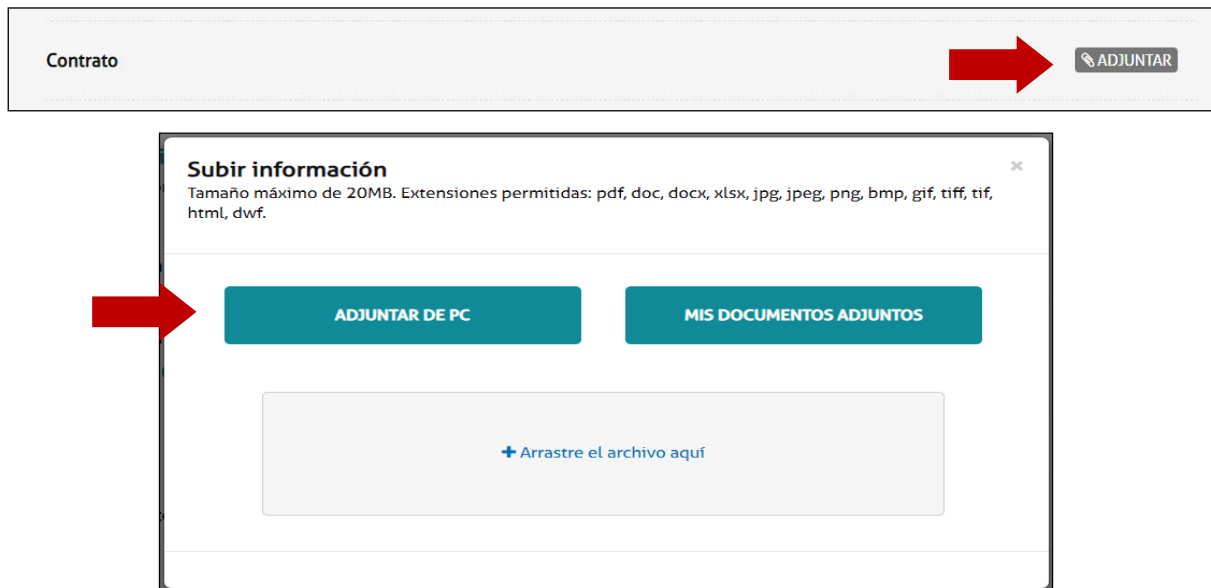 Contrato
ADJUNTAR
Subir información
×
Tamaño máximo de 20MB. Extensiones permitidas: pdf, doc, docx, xlsx, jpg, jpeg, png, bmp, gif, tiff, tif,
html, dwf.
ADJUNTAR DE PC
MIS DOCUMENTOS ADJUNTOS
+ Arrastre el archivo aquí